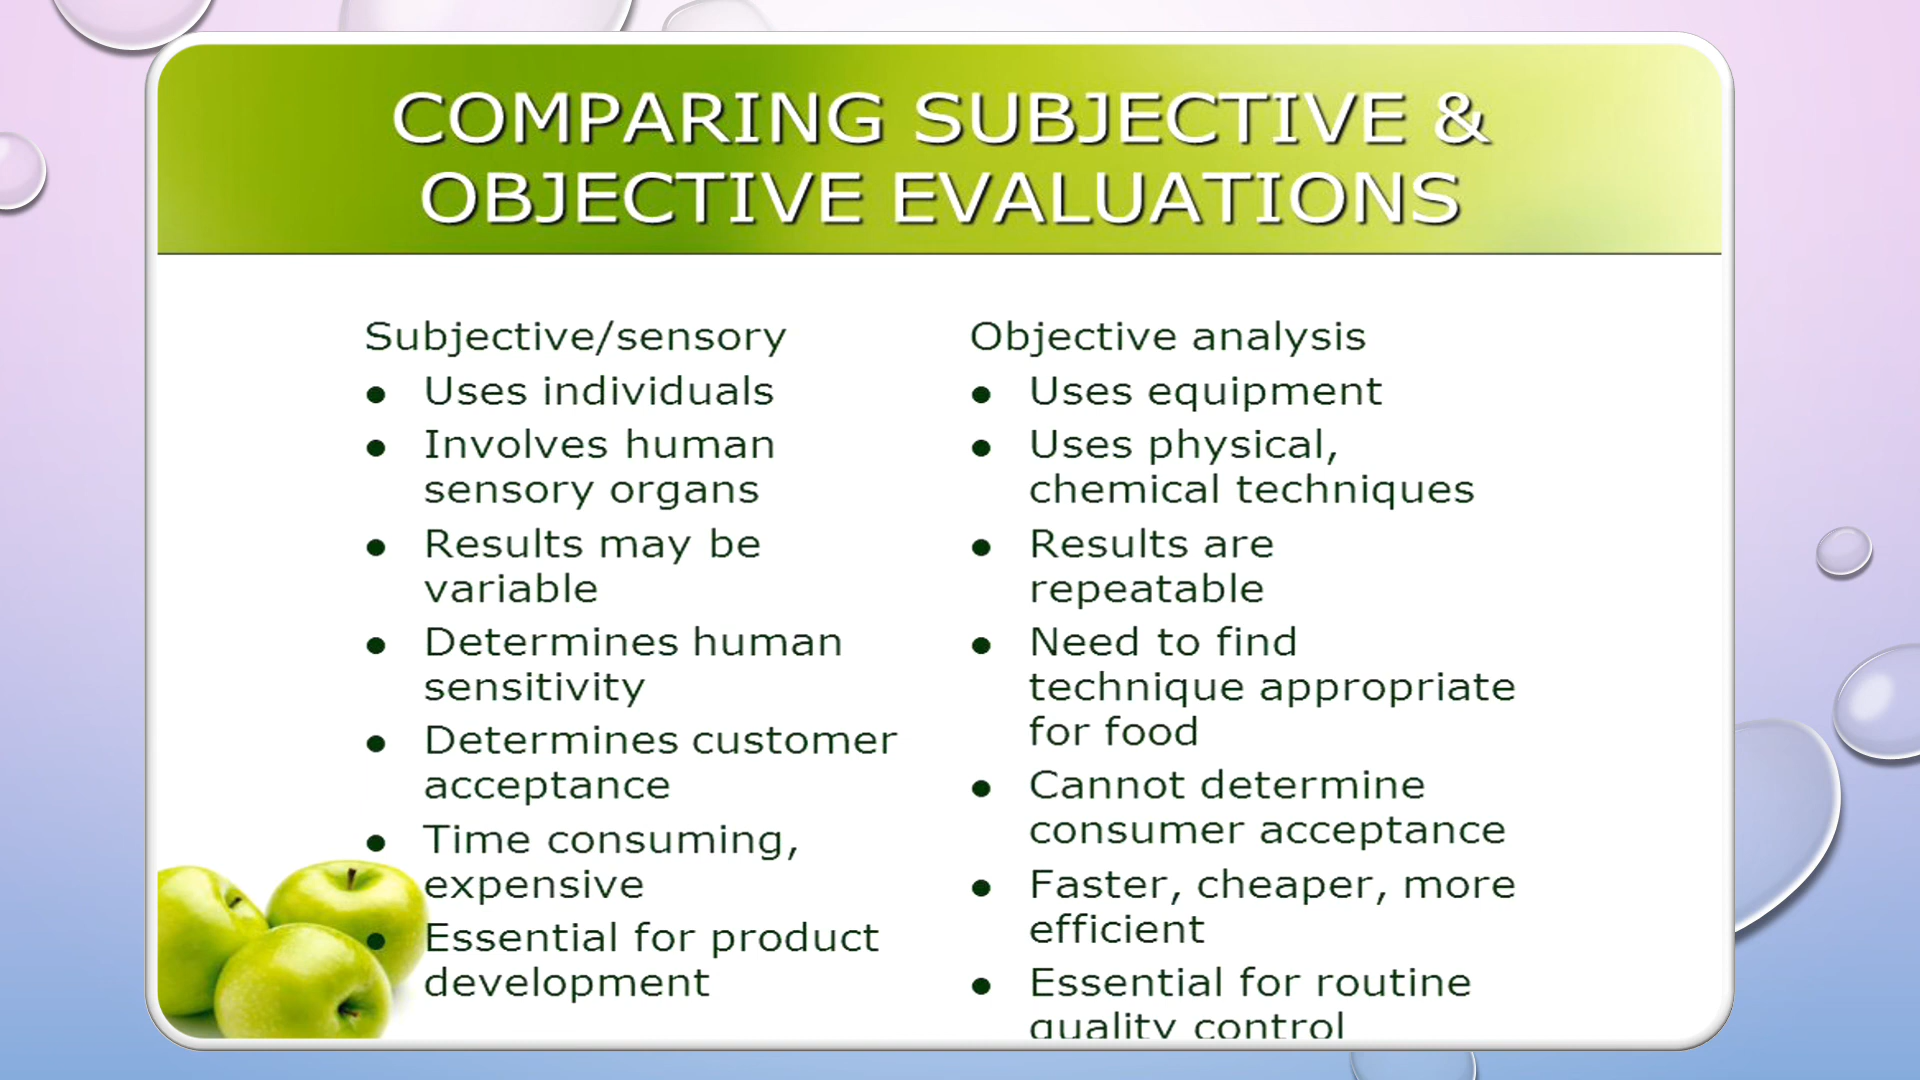 COMPARING SUBJECTIVE &
OBJECTIVE EVALUATIONS
Subjective/sensory
● Uses individuals
● Involves human
sensory organs
● Results may be
variable
● Determines human
sensitivity
● Determines customer
acceptance
● Time consuming,
expensive
● Essential for product
development
Objective analysis
● Uses equipment
● Uses physical,
chemical techniques
● Results are
repeatable
● Need to find
technique appropriate
for food
● Cannot determine
consumer acceptance
● Faster, cheaper, more
efficient
● Essential for routine
quality control